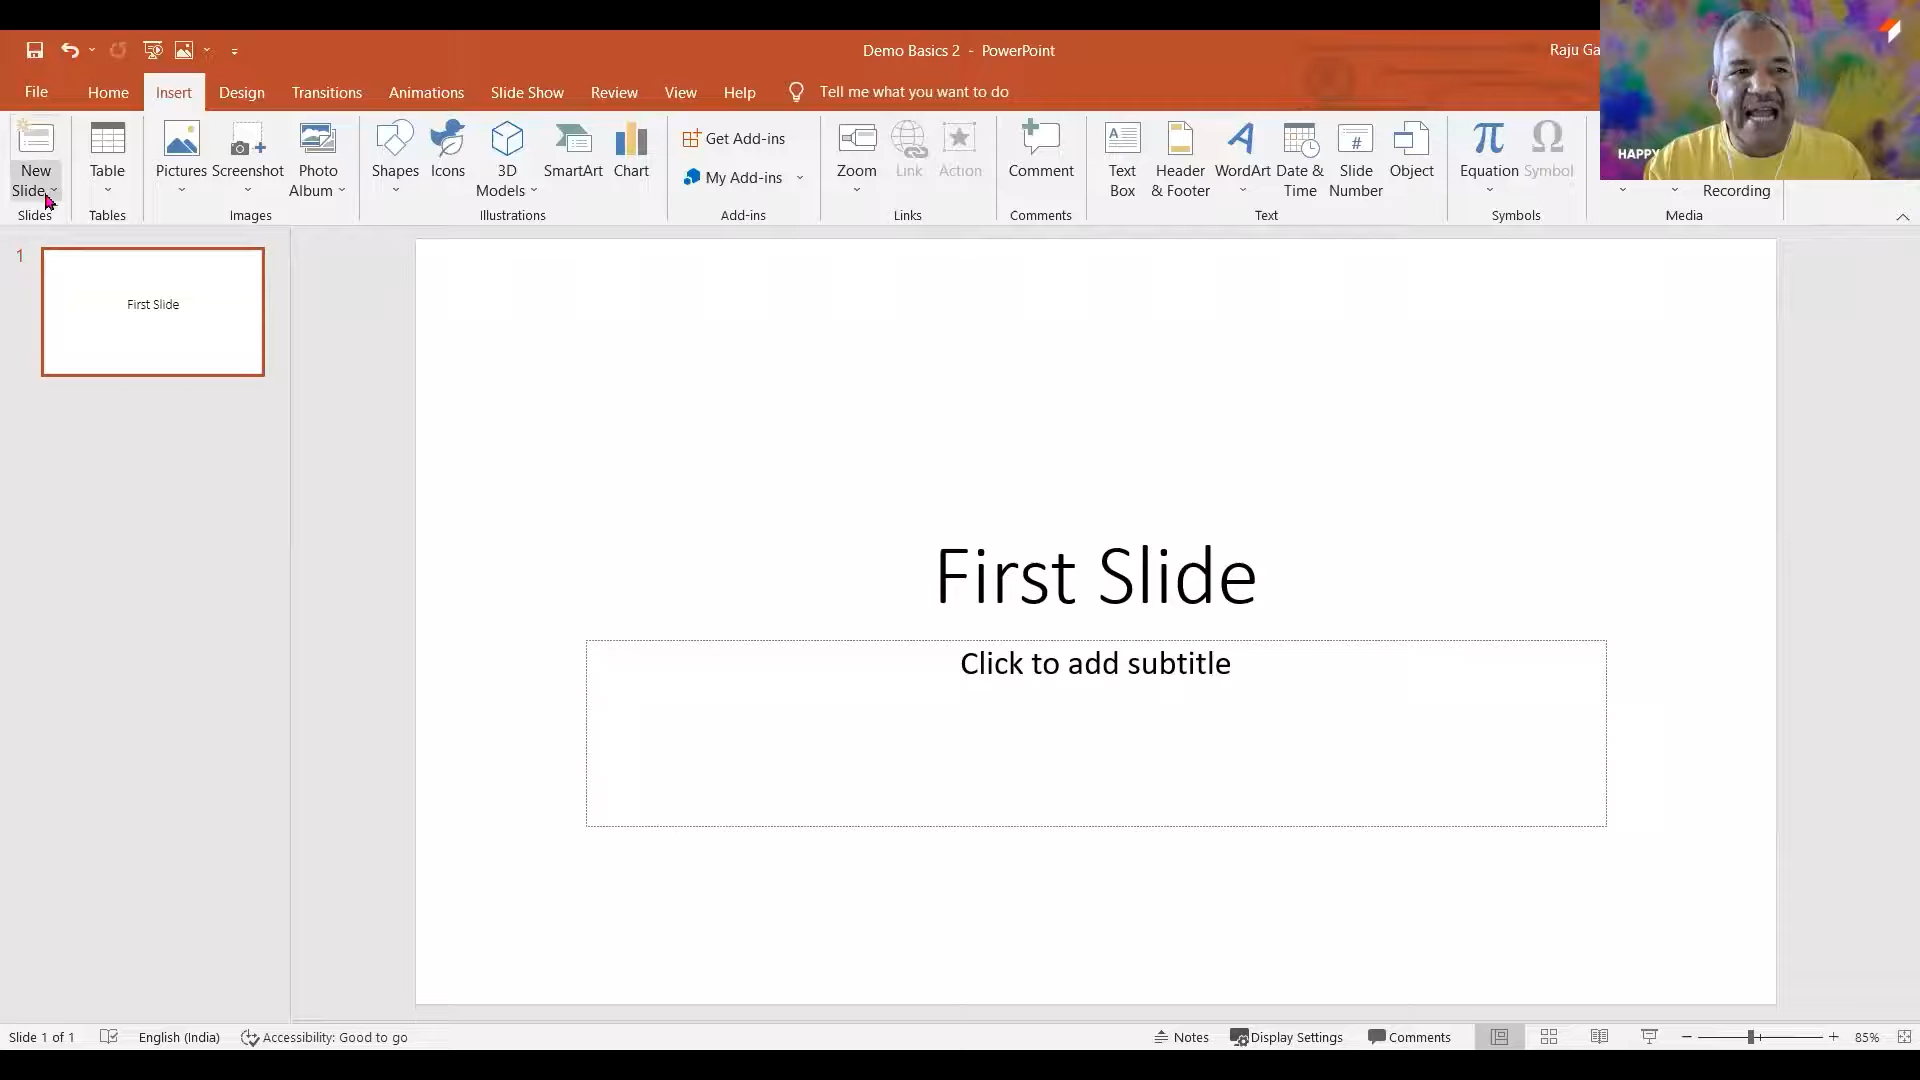 Demo Basics 2 - PowerPoint
Raju Ga
File Home Insert Design Transitions Animations Slide Show Review View Help Tell me what you want to do
HAPPY
New Slide
Table
Pictures
Screenshot
Photo Album
Shapes
Icons
3D Models
SmartArt
Chart
Get Add-ins
My Add-ins
Zoom
Link
Action
Comment
Text Box
Header & Footer
WordArt
Date & Time
Slide Number
Object
Equation
Symbol
Recording
Slides Tables Images Illustrations Add-ins Links Comments Text Symbols Media
1
First Slide
First Slide
Click to add subtitle
Slide 1 of 1 English (India) Accessibility: Good to go Notes Display Settings Comments 85%